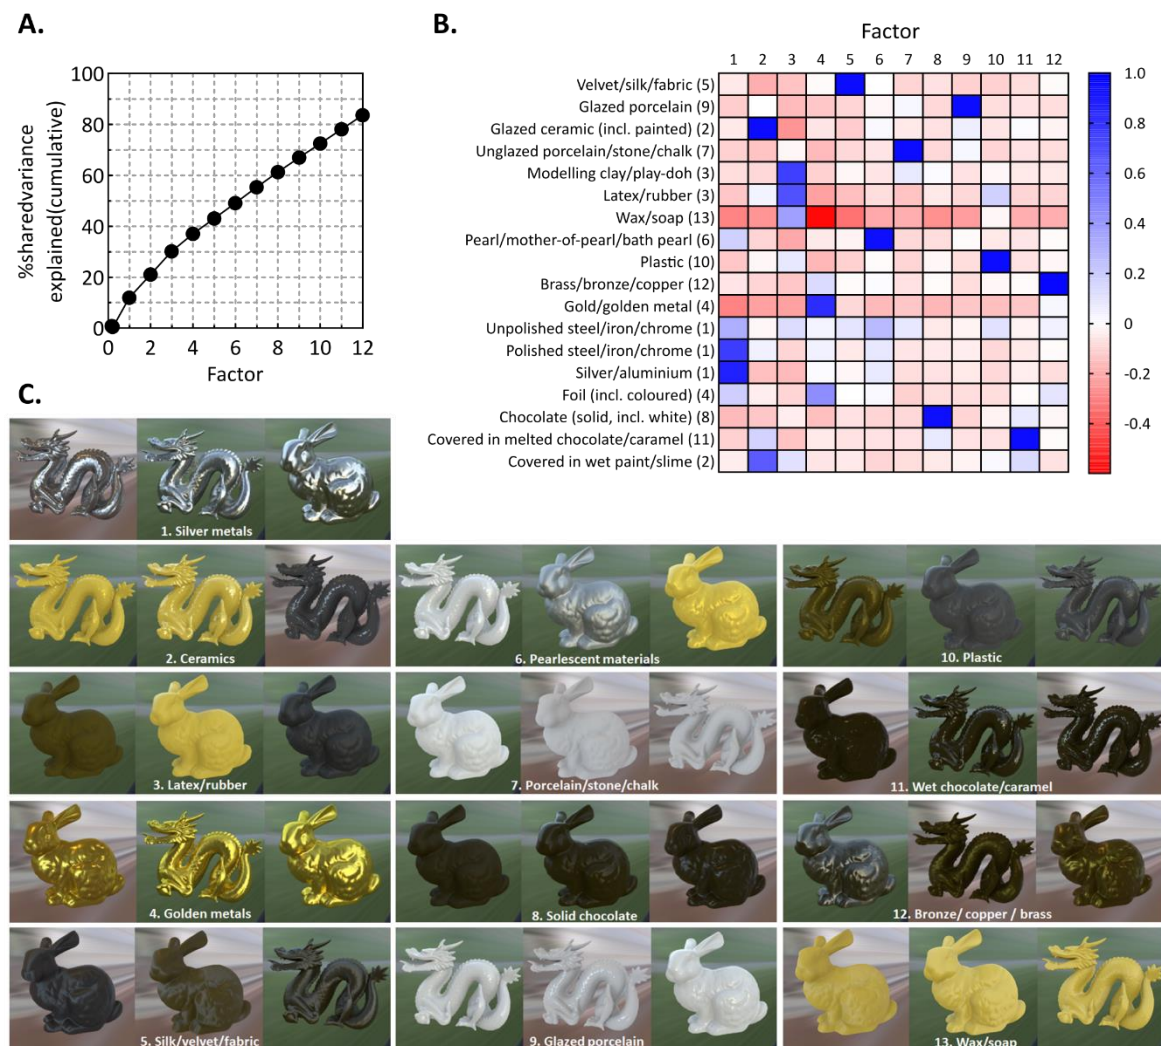 A.
100
80
60
40
20
0
%sharedvariance
explained(cumulative)
0 2 4 6 8 10 12
Factor
B.
Factor
1 2 3 4 5 6 7 8 9 10 11 12
Velvet/silk/fabric (5)
Glazed porcelain (9)
Glazed ceramic (incl. painted) (2)
Unglazed porcelain/stone/chalk (7)
Modelling clay/play-doh (3)
Latex/rubber (3)
Wax/soap (13)
Pearl/mother-of-pearl/bath pearl (6)
Plastic (10)
Brass/bronze/copper (12)
Gold/golden metal (4)
Unpolished steel/iron/chrome (1)
Polished steel/iron/chrome (1)
Silver/aluminium (1)
Foil (incl. coloured) (4)
Chocolate (solid, incl. white) (8)
Covered in melted chocolate/caramel (11)
Covered in wet paint/slime (2)
1.0
0.8
0.6
0.4
0.2
0
-0.2
-0.4
C.
1. Silver metals
2. Ceramics
6. Pearlescent materials
10. Plastic
3. Latex/rubber
7. Porcelain/stone/chalk
11. Wet chocolate/caramel
4. Golden metals
8. Solid chocolate
12. Bronze/ copper / brass
5. Silk/velvet/fabric
9. Glazed porcelain
13. Wax/soap